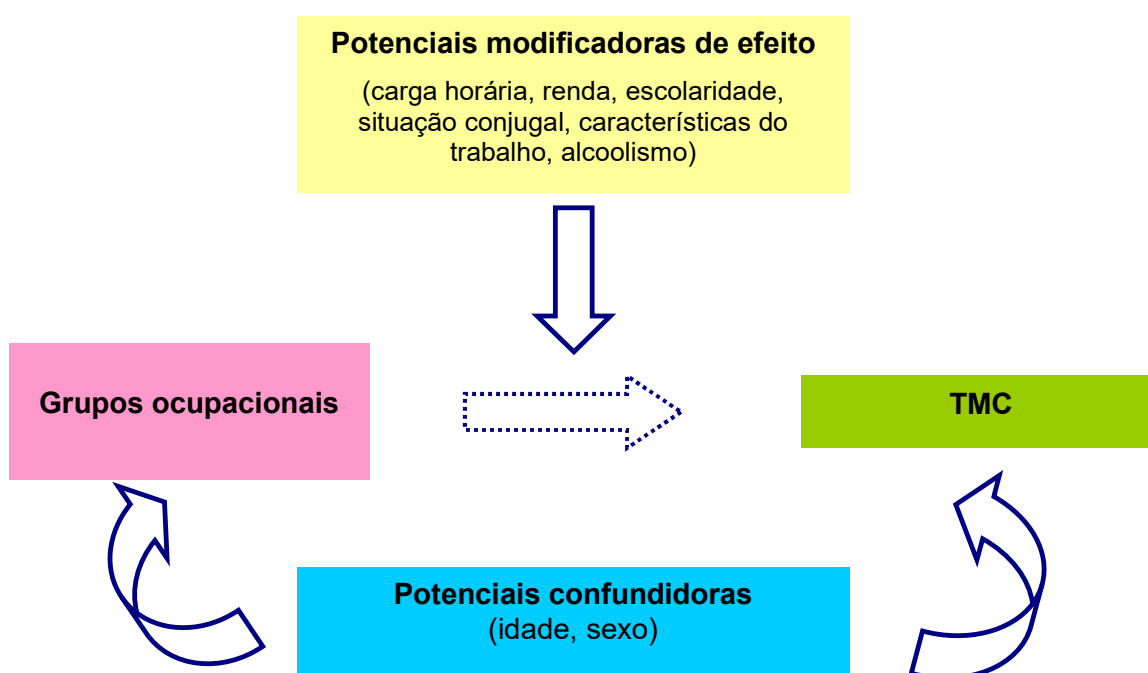 Potenciais modificadoras de efeito
(carga horária, renda, escolaridade,
situação conjugal, características do
trabalho, alcoolismo)
Grupos ocupacionais
TMC
Potenciais confundidoras
(idade, sexo)